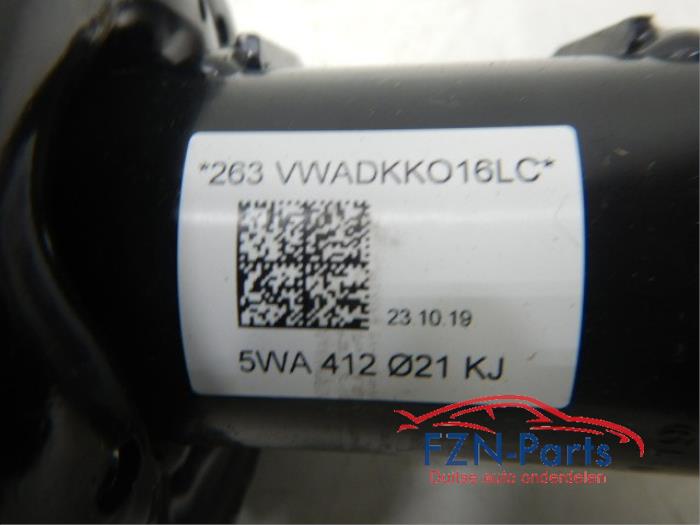 *263 VWADKKO16LC*
23.10.19
5WA 412 Ø21 KJ
FZN-Parts
Duitse auto onderdelen